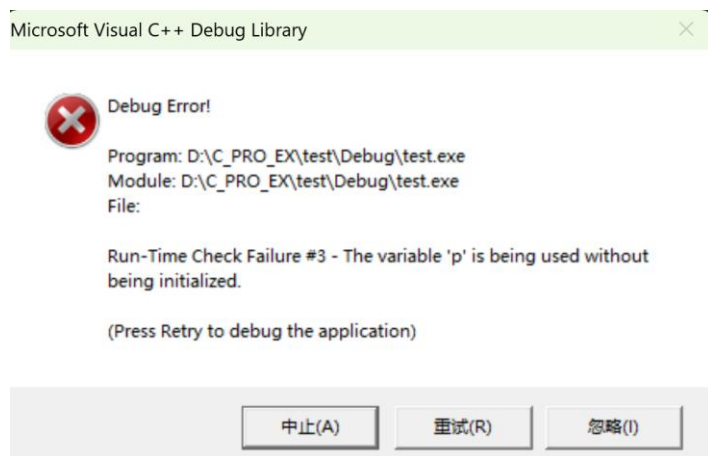 Microsoft Visual C++ Debug Library
Debug Error!
Program: D:\C_PRO_EX\test\Debug\test.exe
Module: D:\C_PRO_EX\test\Debug\test.exe
File:
Run-Time Check Failure #3 - The variable 'p' is being used without
being initialized.
(Press Retry to debug the application)
中止(A) 重试(R) 忽略(I)